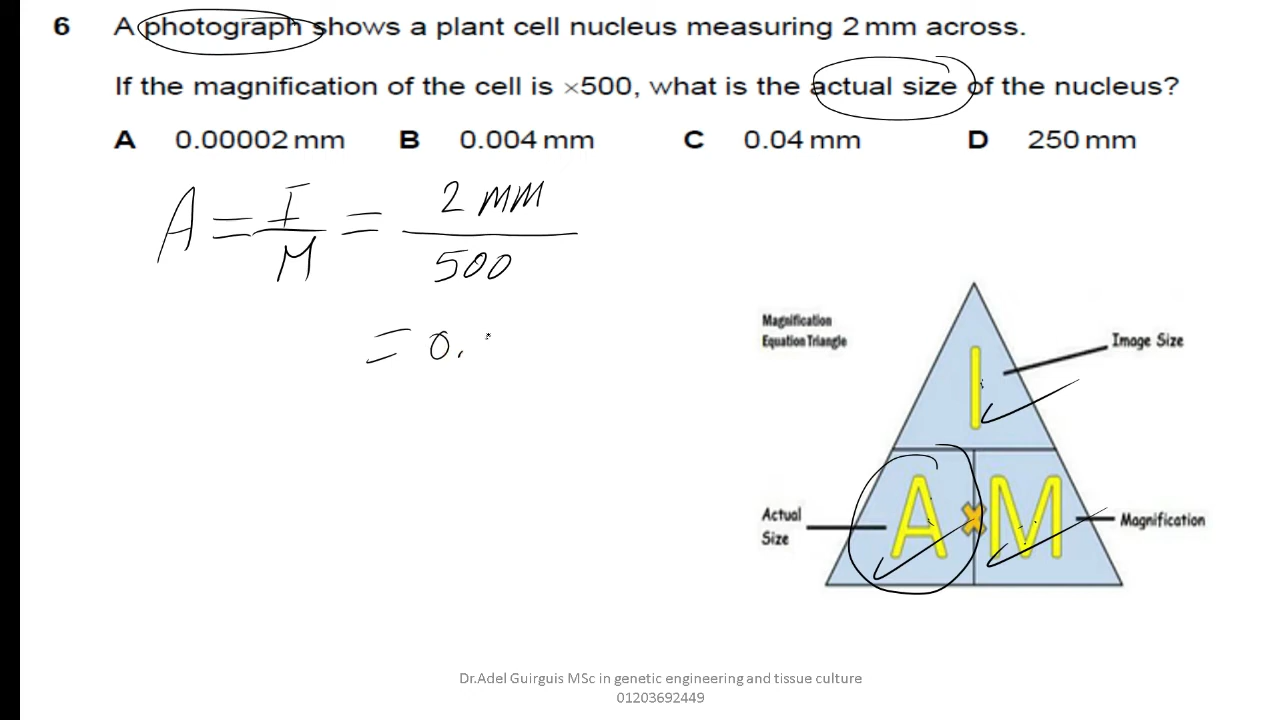 6 A photograph shows a plant cell nucleus measuring 2 mm across.
If the magnification of the cell is ×500, what is the actual size of the nucleus?
A 0.00002 mm B 0.004 mm C 0.04 mm D 250 mm
A = I / M = 2 mm / 500
= 0.
Magnification
Equation Triangle
I
Image Size
A × M
Actual
Size
Magnification
Dr.Adel Guirguis MSc in genetic engineering and tissue culture
01203692449